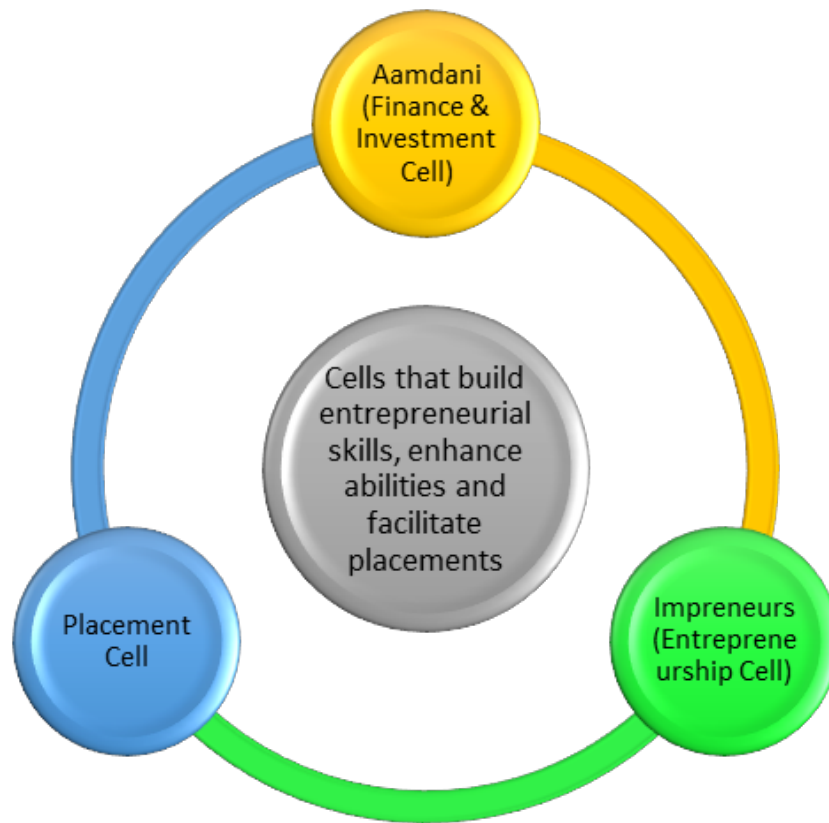 Aamdani
(Finance &
Investment
Cell)
Cells that build
entrepreneurial
skills, enhance
abilities and
facilitate
placements
Placement
Cell
Impreneurs
(Entreprene
urship Cell)